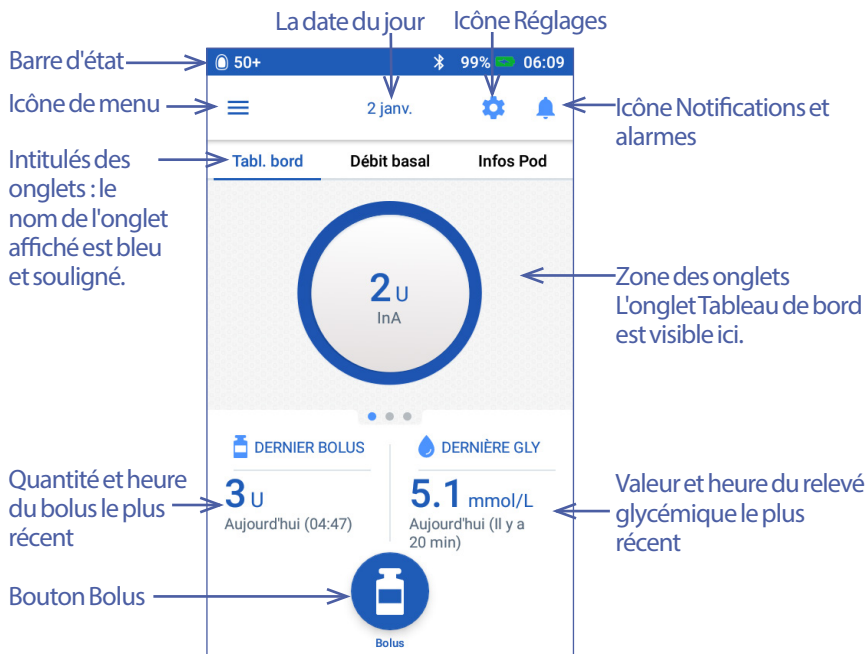 La date du jour
Icône Réglages
Barre d'état
50+
99%
06:09
Icône de menu
2 janv.
Icône Notifications et
alarmes
Intitulés des
onglets : le
nom de l'onglet
affiché est bleu
et souligné.
Tabl. bord
Débit basal
Infos Pod
2 U
InA
Zone des onglets
L'onglet Tableau de bord
est visible ici.
DERNIER BOLUS
DERNIÈRE GLY
Quantité et heure
du bolus le plus
récent
3 U
Aujourd'hui (04:47)
5.1 mmol/L
Aujourd'hui (Il y a
20 min)
Valeur et heure du relevé
glycémique le plus
récent
Bouton Bolus
Bolus